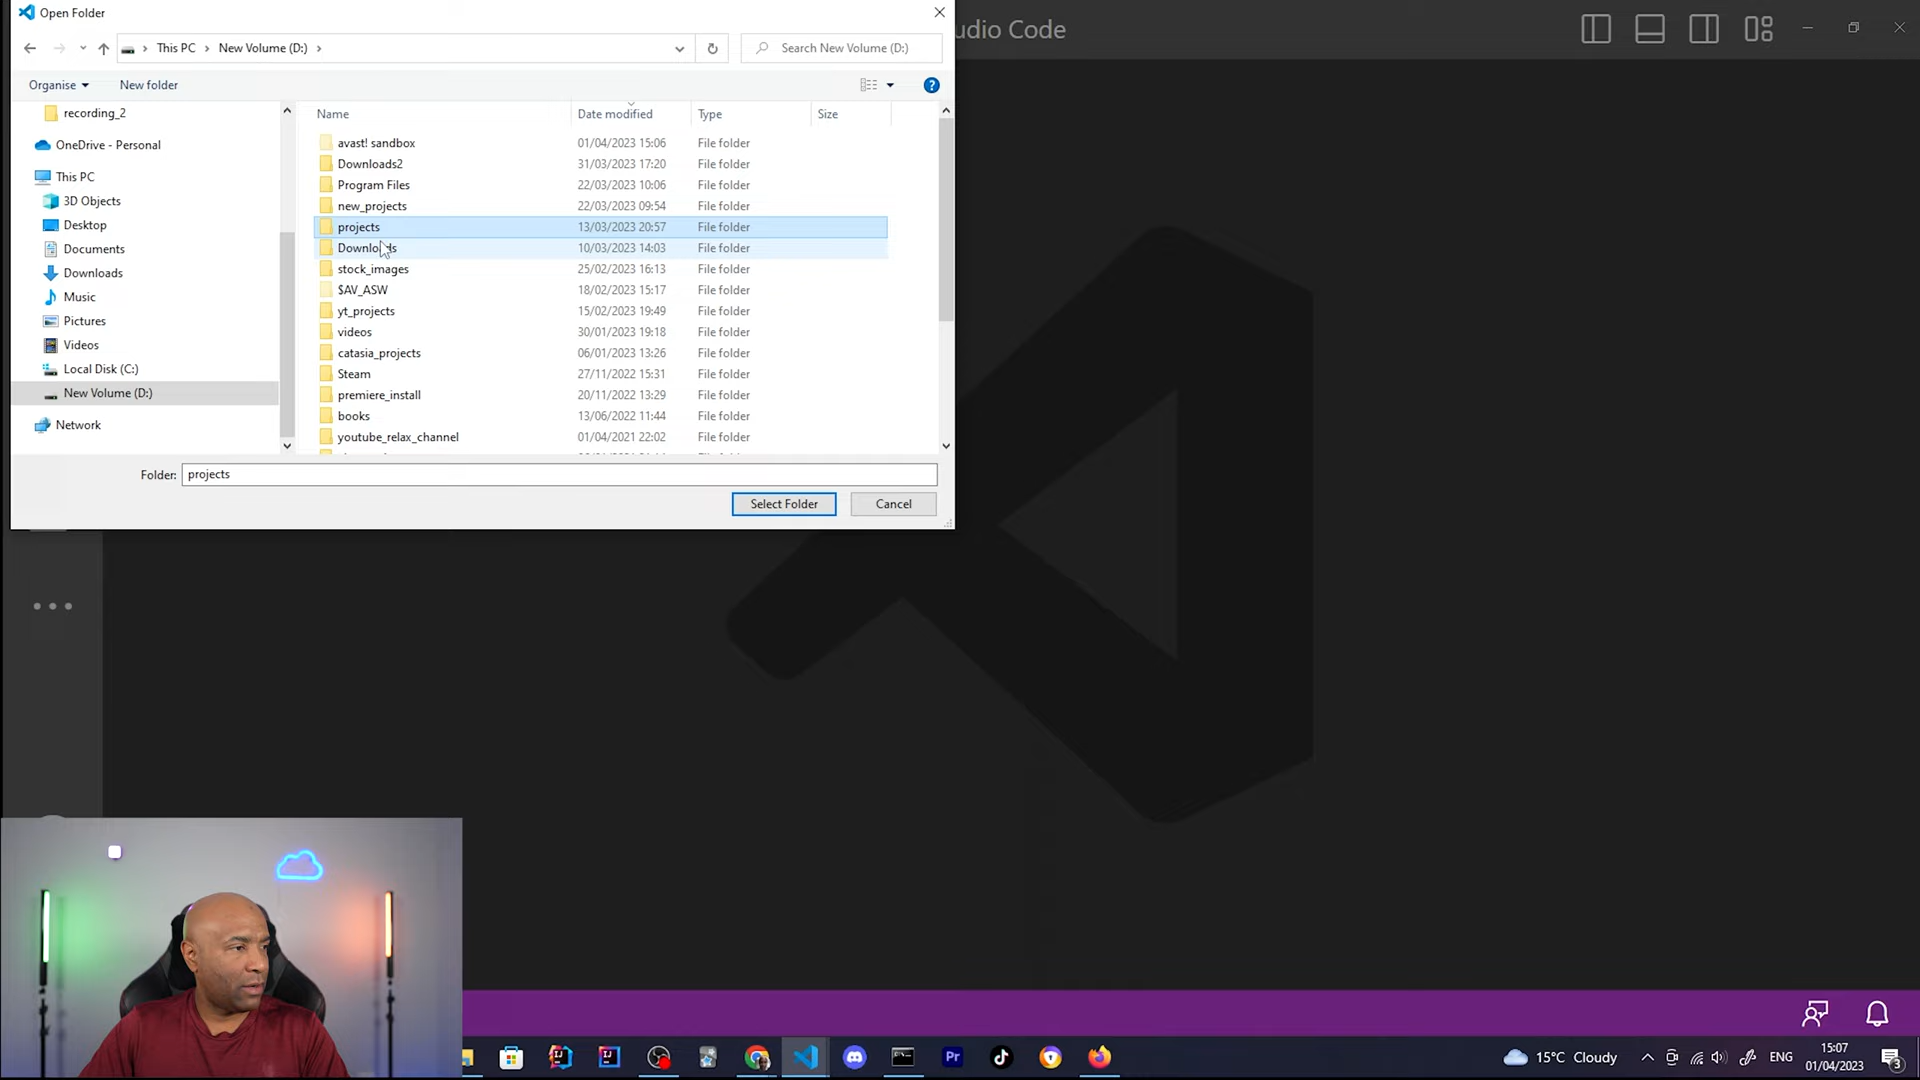 Open Folder
udio Code
This PC
New Volume (D:)
Search New Volume (D:)
Organise
New folder
recording_2
OneDrive - Personal
This PC
3D Objects
Desktop
Documents
Downloads
Music
Pictures
Videos
Local Disk (C:)
New Volume (D:)
Network
Name Date modified Type Size
avast! sandbox 01/04/2023 15:06 File folder
Downloads2 31/03/2023 17:20 File folder
Program Files 22/03/2023 10:06 File folder
new_projects 22/03/2023 09:54 File folder
projects 13/03/2023 20:57 File folder
Downloads 10/03/2023 14:03 File folder
stock_images 25/02/2023 16:13 File folder
$AV_ASW 18/02/2023 15:17 File folder
yt_projects 15/02/2023 19:49 File folder
videos 30/01/2023 19:18 File folder
catasia_projects 06/01/2023 13:26 File folder
Steam 27/11/2022 15:31 File folder
premiere_install 20/11/2022 13:29 File folder
books 13/06/2022 11:44 File folder
youtube_relax_channel 01/04/2021 22:02 File folder
Folder: projects
Select Folder
Cancel
Pr
15°C Cloudy
ENG
15:07
01/04/2023
3